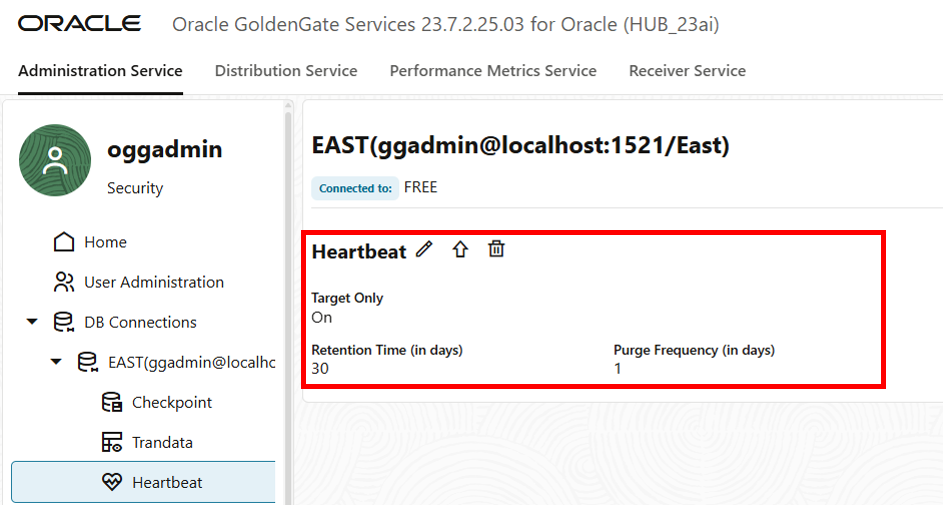 ORACLE Oracle GoldenGate Services 23.7.2.25.03 for Oracle (HUB_23ai)
Administration Service Distribution Service Performance Metrics Service Receiver Service
oggadmin
Security
Home
User Administration
DB Connections
EAST(ggadmin@localhc
Checkpoint
Trandata
Heartbeat
EAST(ggadmin@localhost:1521/East)
Connected to: FREE
Heartbeat
Target Only
On
Retention Time (in days) Purge Frequency (in days)
30 1